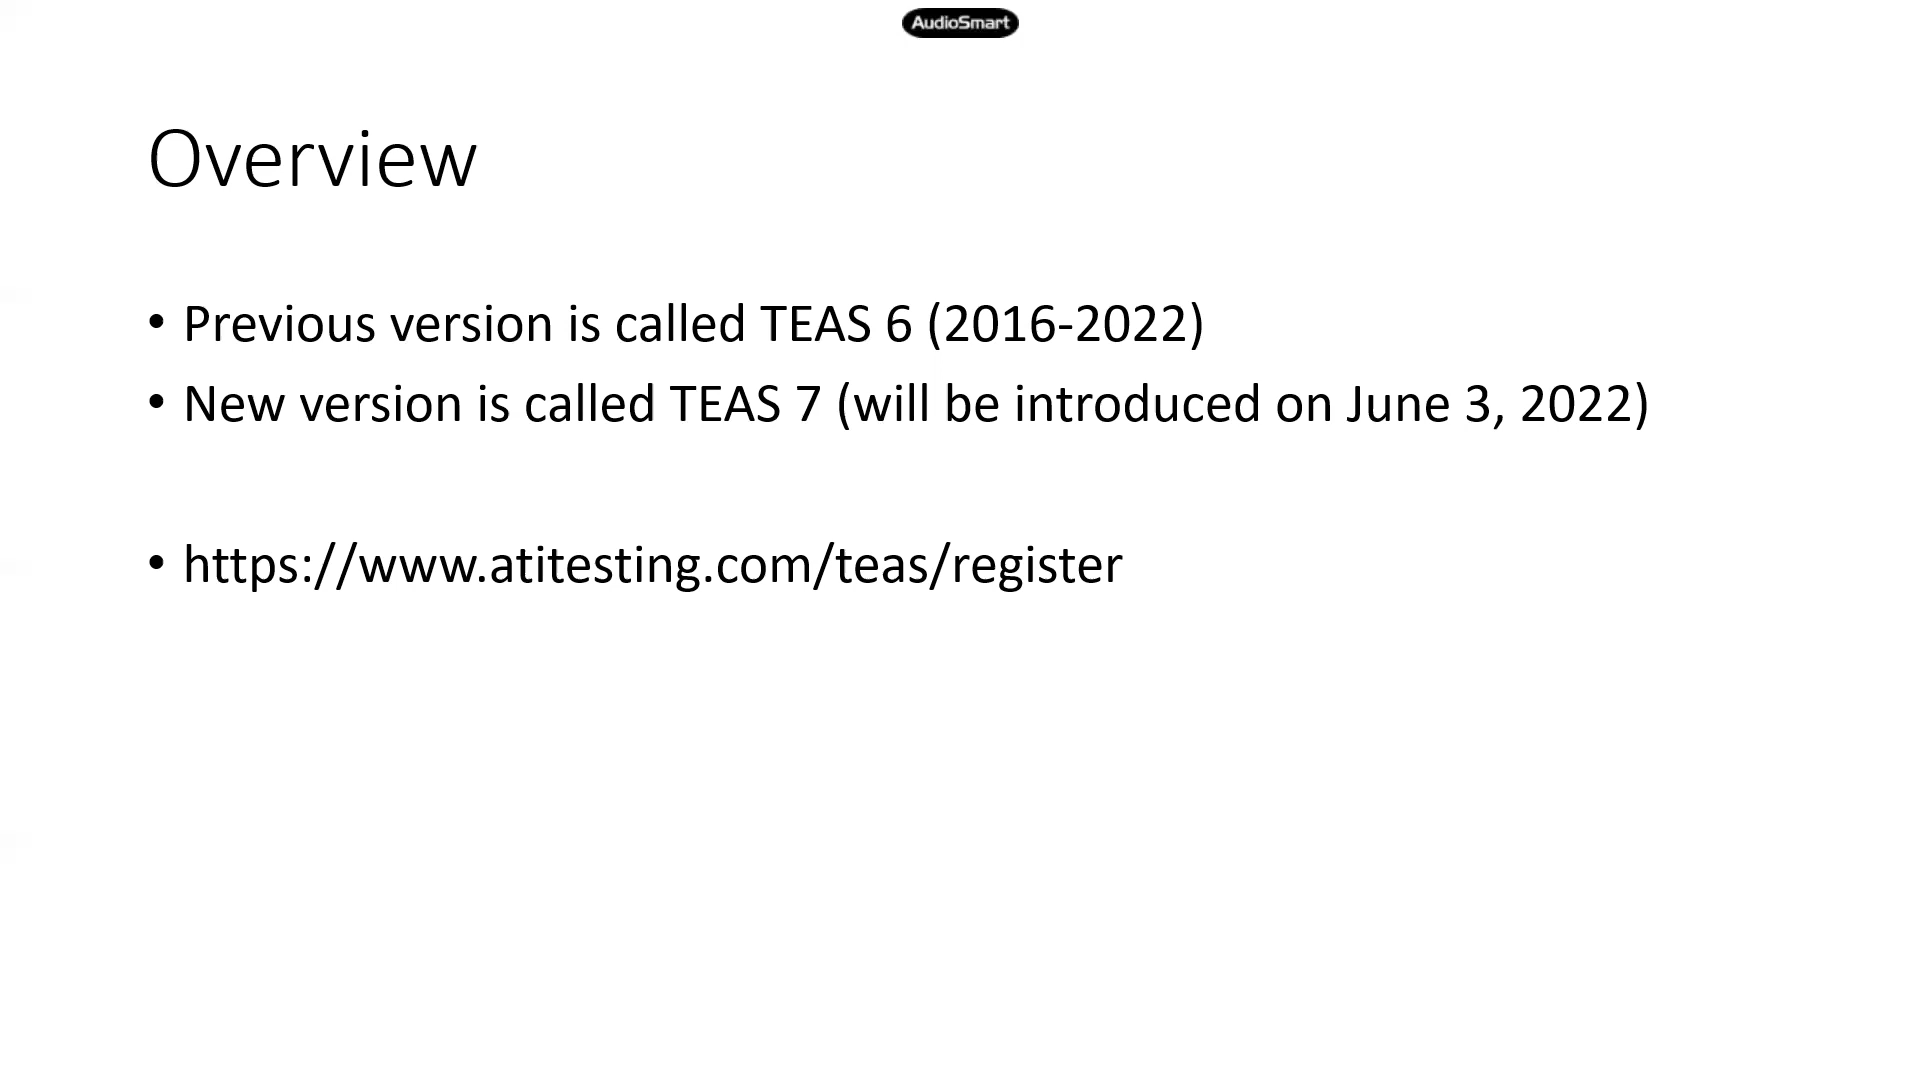 AudioSmart
Overview
• Previous version is called TEAS 6 (2016-2022)
• New version is called TEAS 7 (will be introduced on June 3, 2022)
• https://www.atitesting.com/teas/register